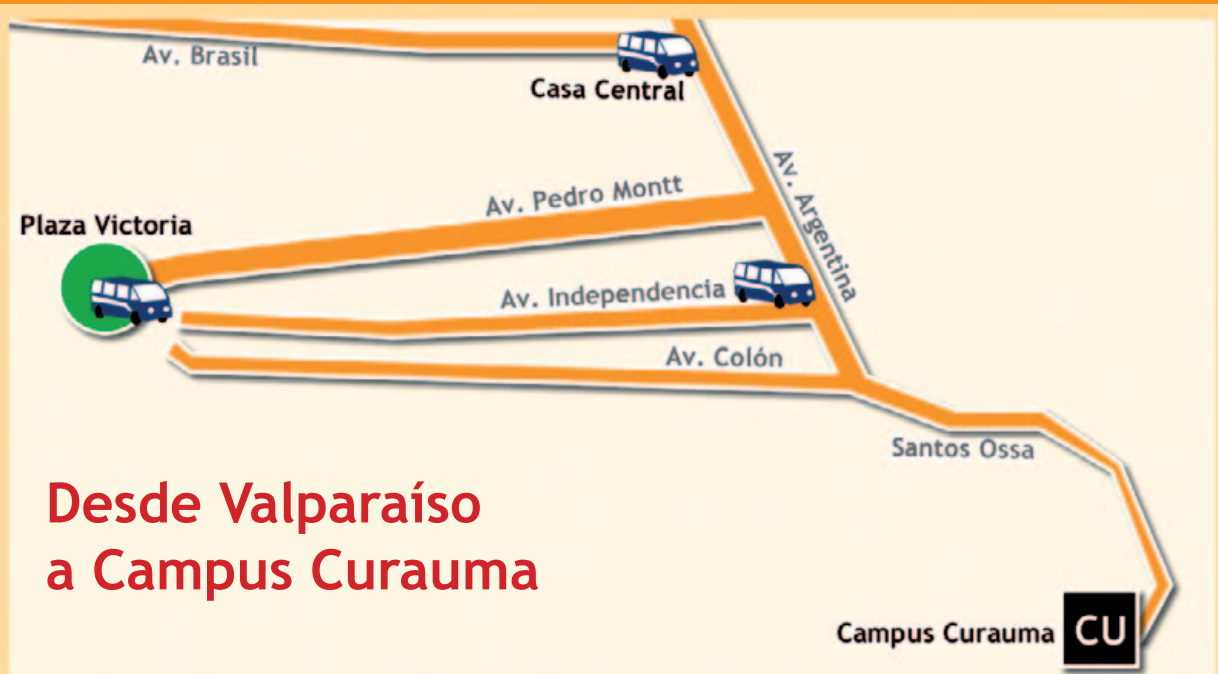 Av. Brasil
Casa Central
Av. Argentina
Av. Pedro Montt
Plaza Victoria
Av. Independencia
Av. Colón
Santos Ossa
Desde Valparaíso
a Campus Curauma
Campus Curauma
CU